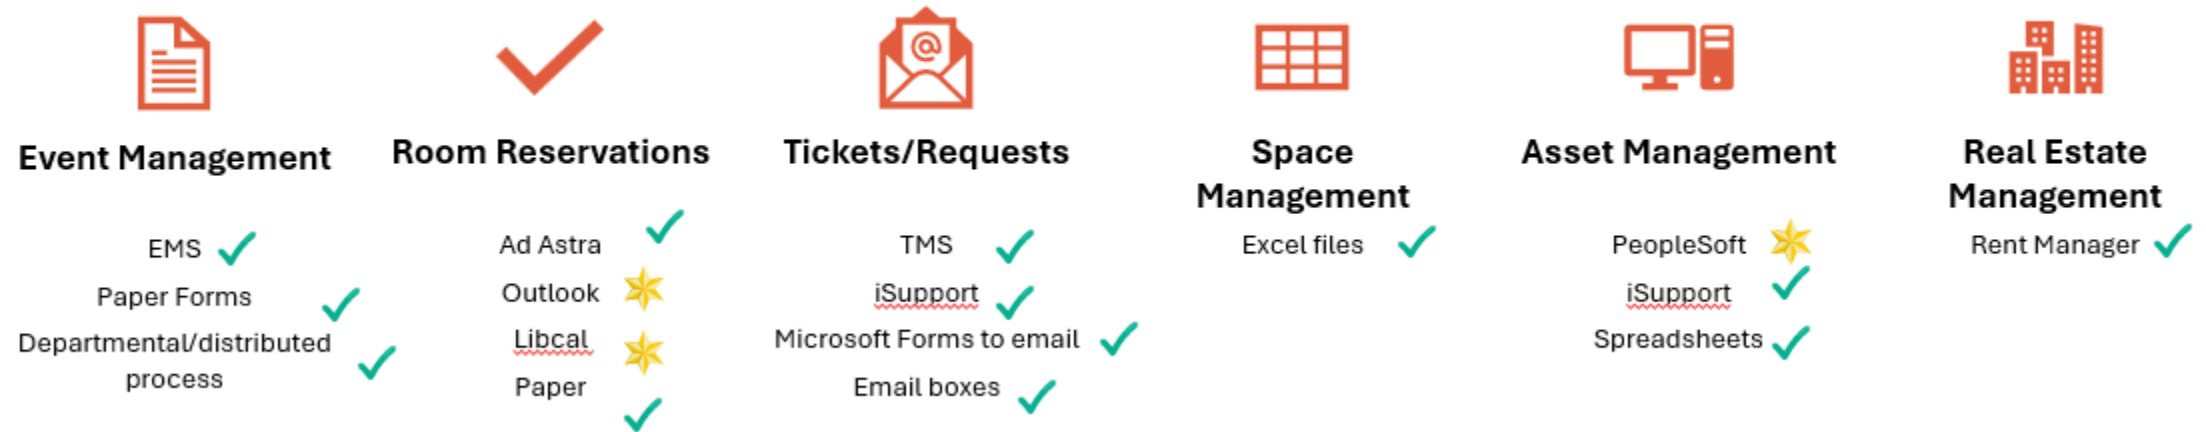 Event Management
EMS
Paper Forms
Departmental/distributed
process
Room Reservations
Ad Astra
Outlook
Libcal
Paper
Tickets/Requests
TMS
iSupport
Microsoft Forms to email
Email boxes
Space
Management
Excel files
Asset Management
PeopleSoft
iSupport
Spreadsheets
Real Estate
Management
Rent Manager